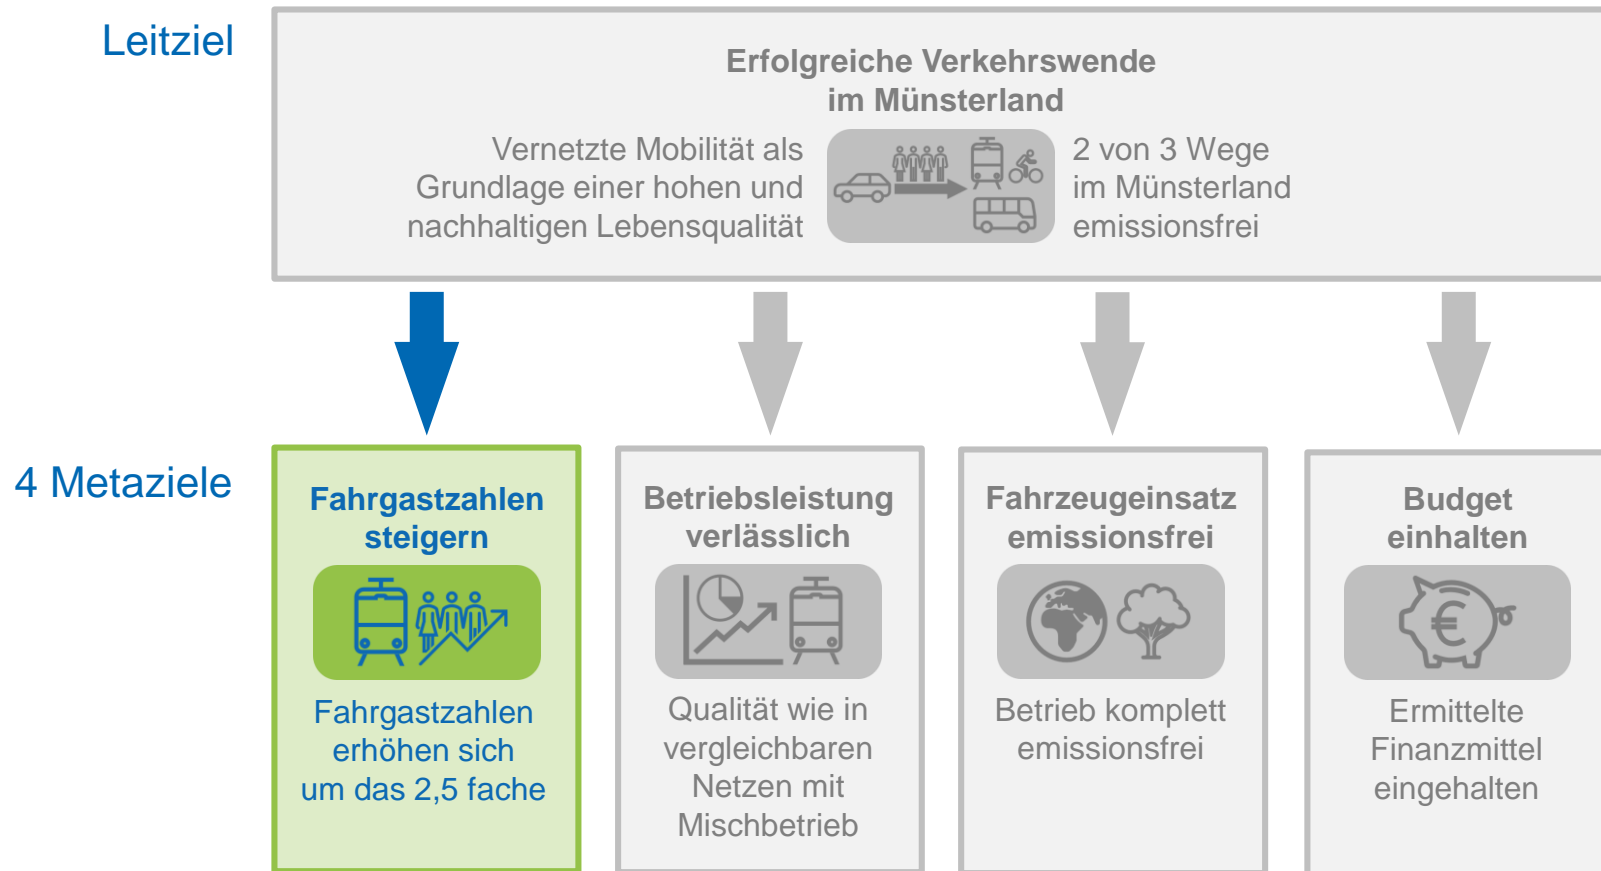 Leitziel
Erfolgreiche Verkehrswende
im Münsterland
Vernetzte Mobilität als
Grundlage einer hohen und
nachhaltigen Lebensqualität
2 von 3 Wege
im Münsterland
emissionsfrei
4 Metaziele
Fahrgastzahlen
steigern
Fahrgastzahlen
erhöhen sich
um das 2,5 fache
Betriebsleistung
verlässlich
Qualität wie in
vergleichbaren
Netzen mit
Mischbetrieb
Fahrzeugeinsatz
emissionsfrei
Betrieb komplett
emissionsfrei
Budget
einhalten
€
Ermittelte
Finanzmittel
eingehalten